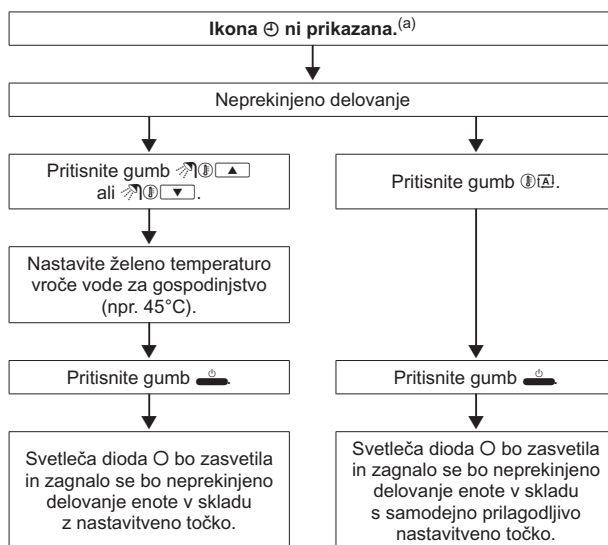 Ikona ni prikazana.(a)
Neprekinjeno delovanje
Pritisnite gumb ▲
ali ▼.
Pritisnite gumb A.
Nastavite želeno temperaturo
vroče vode za gospodinjstvo
(npr. 45°C).
Pritisnite gumb .
Pritisnite gumb .
Svetleča dioda O bo zasvetila
in zagnalo se bo neprekinjeno
delovanje enote v skladu
z nastavitveno točko.
Svetleča dioda O bo zasvetila
in zagnalo se bo neprekinjeno
delovanje enote v skladu
s samodejno prilagodljivo
nastavitveno točko.